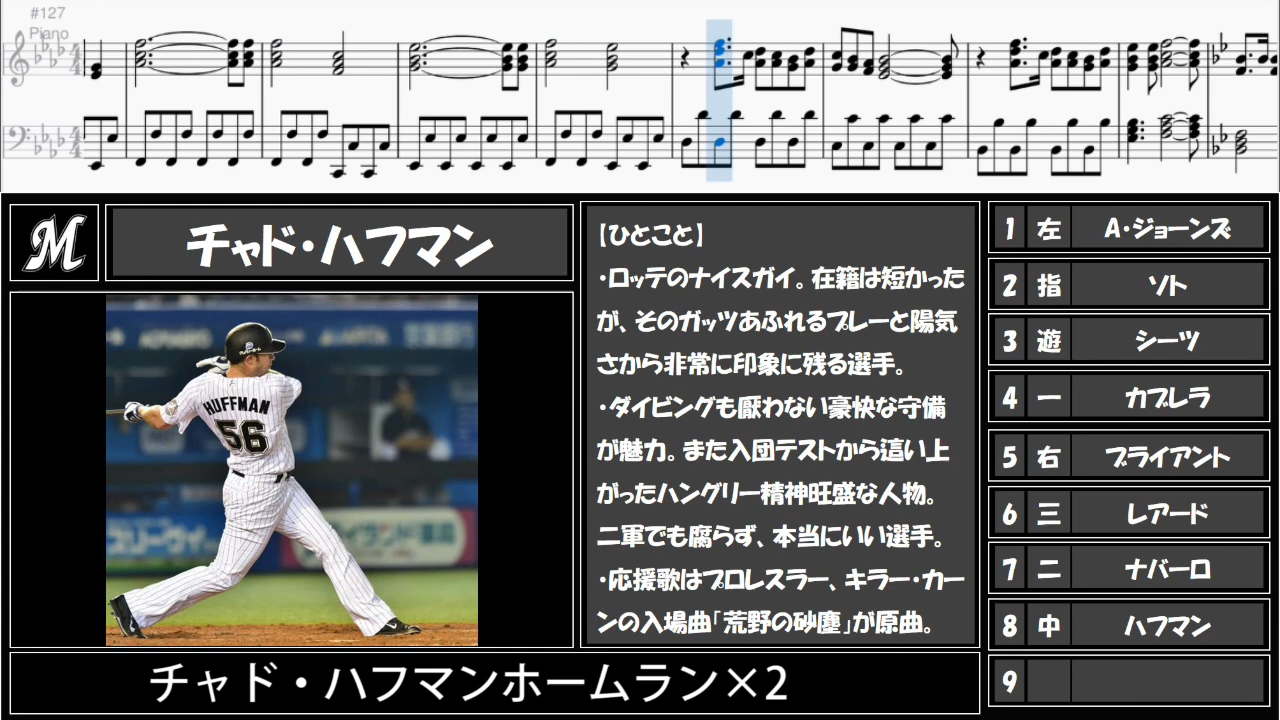 #127
Piano
M
チャド・ハフマン
HUFFMAN
56
【ひとこと】
・ロッテのナイスガイ。在籍は短かった
が、そのガッツあふれるプレーと陽気
さから非常に印象に残る選手。
・ダイビングも厭わない豪快な守備
が魅力。また入団テストから這い上
がったハングリー精神旺盛な人物。
二軍でも腐らず、本当にいい選手。
・応援歌はプロレスラー、キラー・カー
ンの入場曲「荒野の砂塵」が原曲。
1 左 A・ジョーンズ
2 指 ソト
3 遊 シーツ
4 一 カブレラ
5 右 ブライアント
6 三 レアード
7 二 ナバーロ
8 中 ハフマン
9
チャド・ハフマンホームラン×2